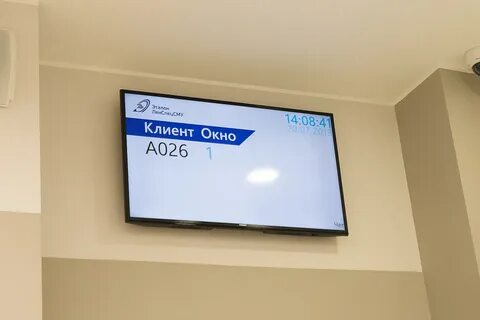 Эталон
ЛенСпецСМУ
14:08:41
Клиент Окно
A026 1